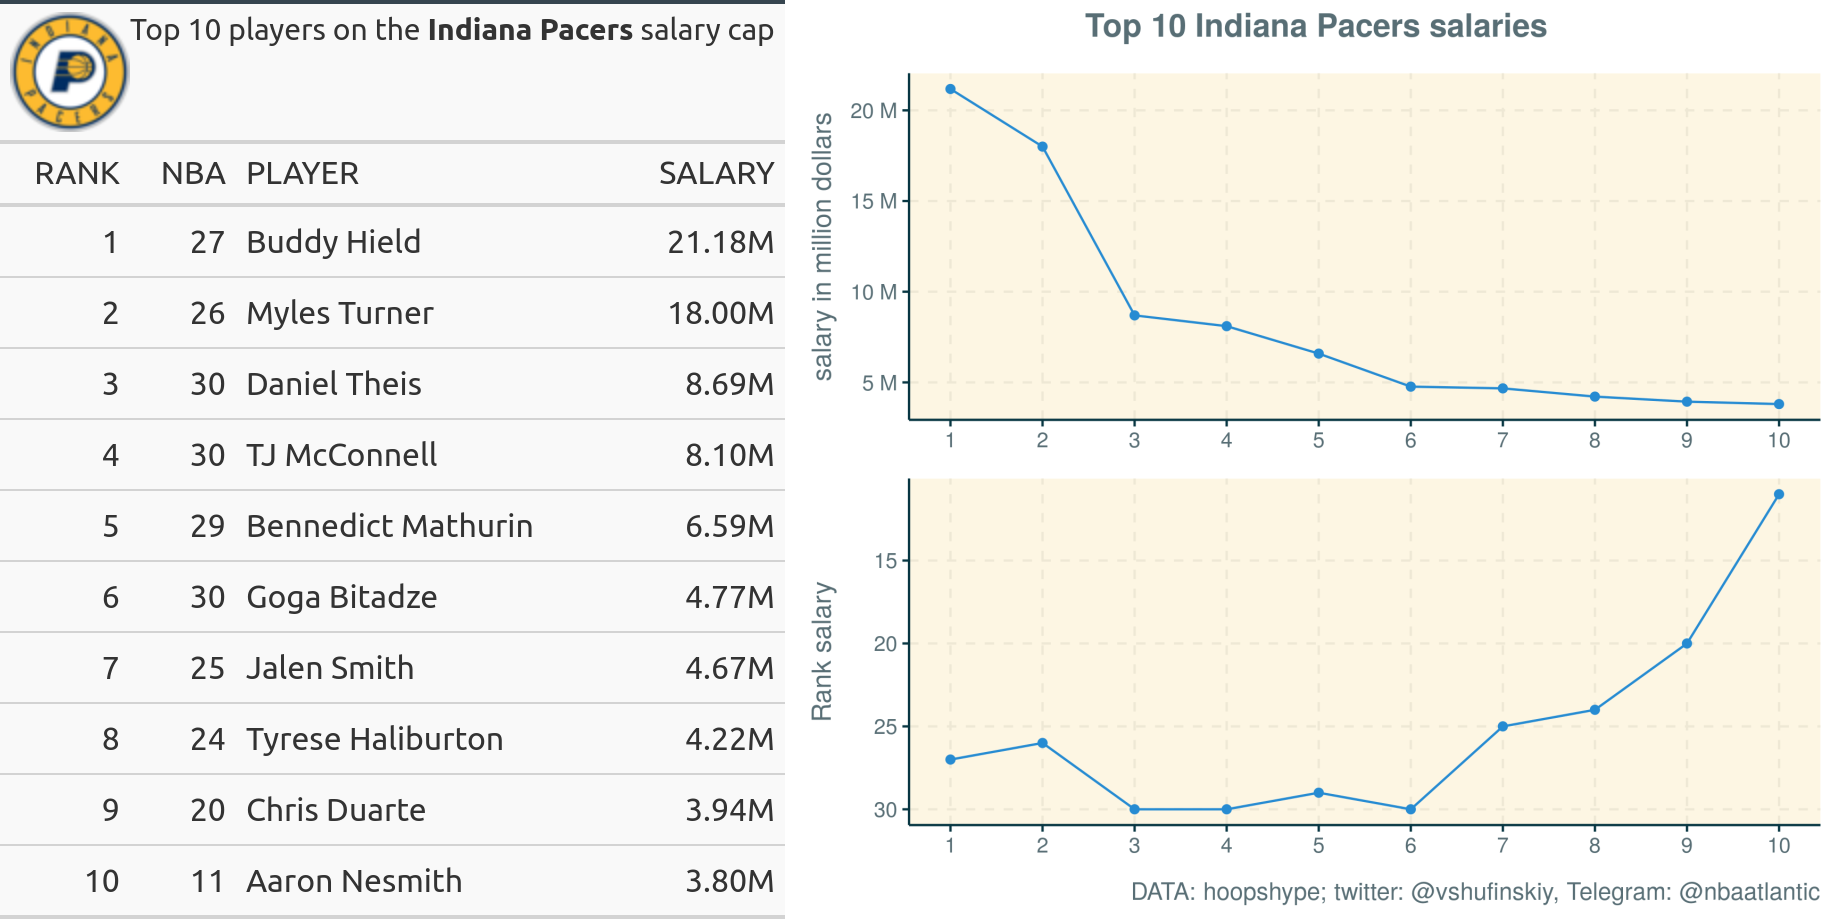 Top 10 players on the Indiana Pacers salary cap
INDIANA
PACERS
RANK NBA PLAYER SALARY
1 27 Buddy Hield 21.18M
2 26 Myles Turner 18.00M
3 30 Daniel Theis 8.69M
4 30 TJ McConnell 8.10M
5 29 Bennedict Mathurin 6.59M
6 30 Goga Bitadze 4.77M
7 25 Jalen Smith 4.67M
8 24 Tyrese Haliburton 4.22M
9 20 Chris Duarte 3.94M
10 11 Aaron Nesmith 3.80M
Top 10 Indiana Pacers salaries
salary in million dollars
20 M
15 M
10 M
5 M
1 2 3 4 5 6 7 8 9 10
Rank salary
15
20
25
30
1 2 3 4 5 6 7 8 9 10
DATA: hoopshype; twitter: @vshufinskiy, Telegram: @nbaatlantic